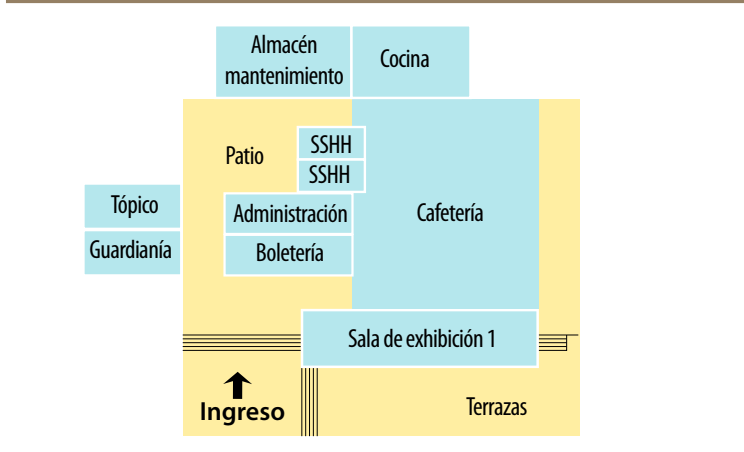 Almacén
mantenimiento
Cocina
Patio
SSHH
SSHH
Tópico
Administración
Cafetería
Guardianía
Boletería
Sala de exhibición 1
Ingreso
Terrazas